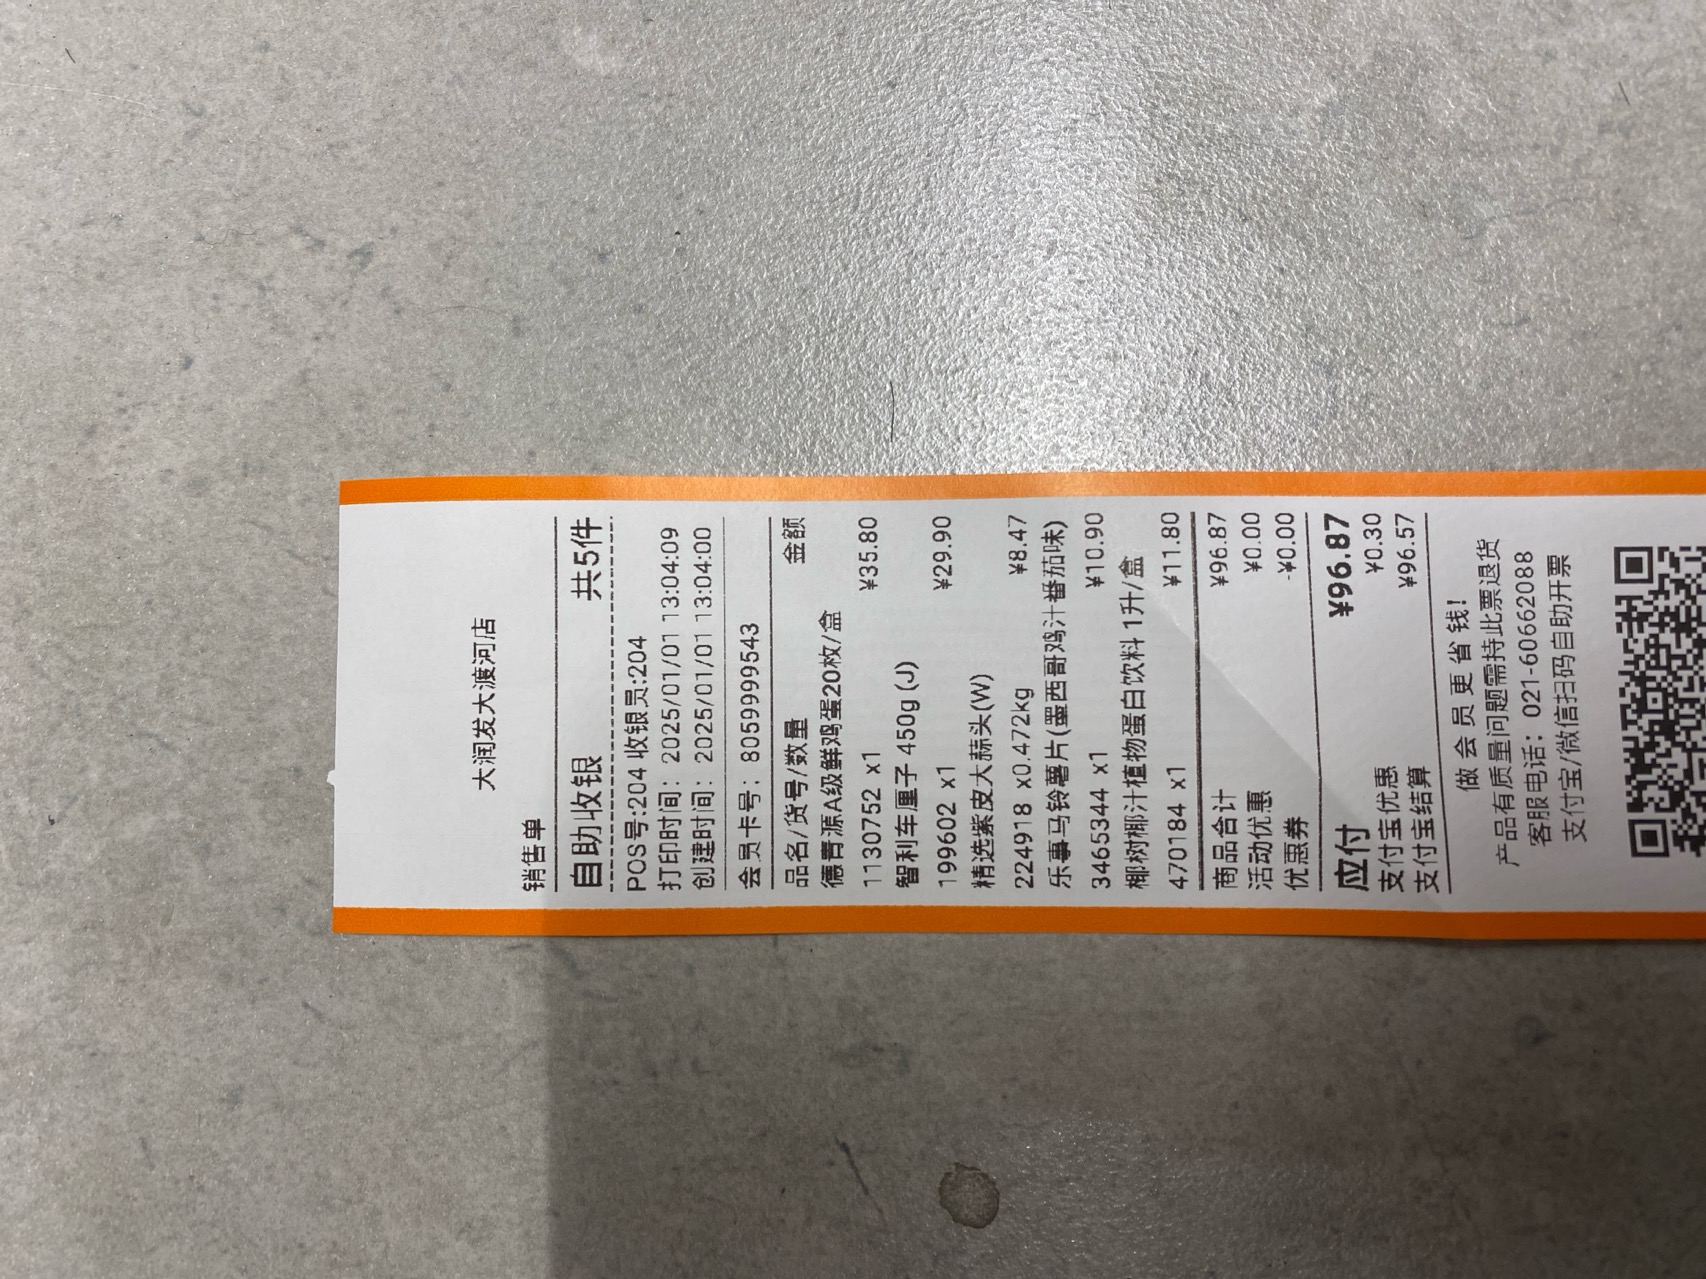 大润发大渡河店
销售单
自助收银 共5件
POS号:204 收银员:204
打印时间：2025/01/01 13:04:09
创建时间：2025/01/01 13:04:00
会员卡号：8059999543
品名/货号/数量 金额
德青源A级鲜鸡蛋20枚/盒
1130752 x1 ¥35.80
智利车厘子 450g (J)
199602 x1 ¥29.90
精选紫皮大蒜头(W)
224918 x0.472kg ¥8.47
乐事马铃薯片(墨西哥鸡汁番茄味)
3465344 x1 ¥10.90
椰树椰汁植物蛋白饮料 1升/盒
470184 x1 ¥11.80
商品合计 ¥96.87
活动优惠 ¥0.00
优惠券 -¥0.00
应付 ¥96.87
支付宝优惠 ¥0.30
支付宝结算 ¥96.57
做会员更省钱!
产品有质量问题需持此票退货
客服电话：021-60662088
支付宝/微信扫码自助开票